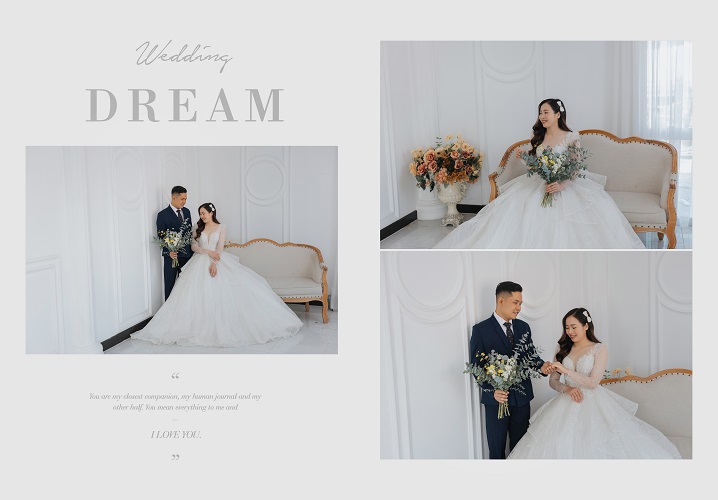 Wedding
DREAM
“
You are my closest companion, my human journal and my
other half. You mean everything to me and
...
I LOVE YOU.
”